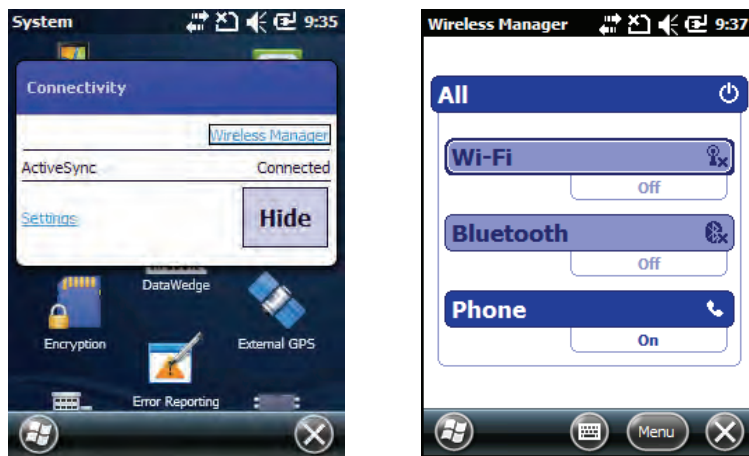 System 9:35
Connectivity
Wireless Manager
ActiveSync Connected
Settings Hide
DataWedge
Encryption External GPS
Error Reporting
Wireless Manager 9:37
All
Wi-Fi
Off
Bluetooth
Off
Phone
On
Menu